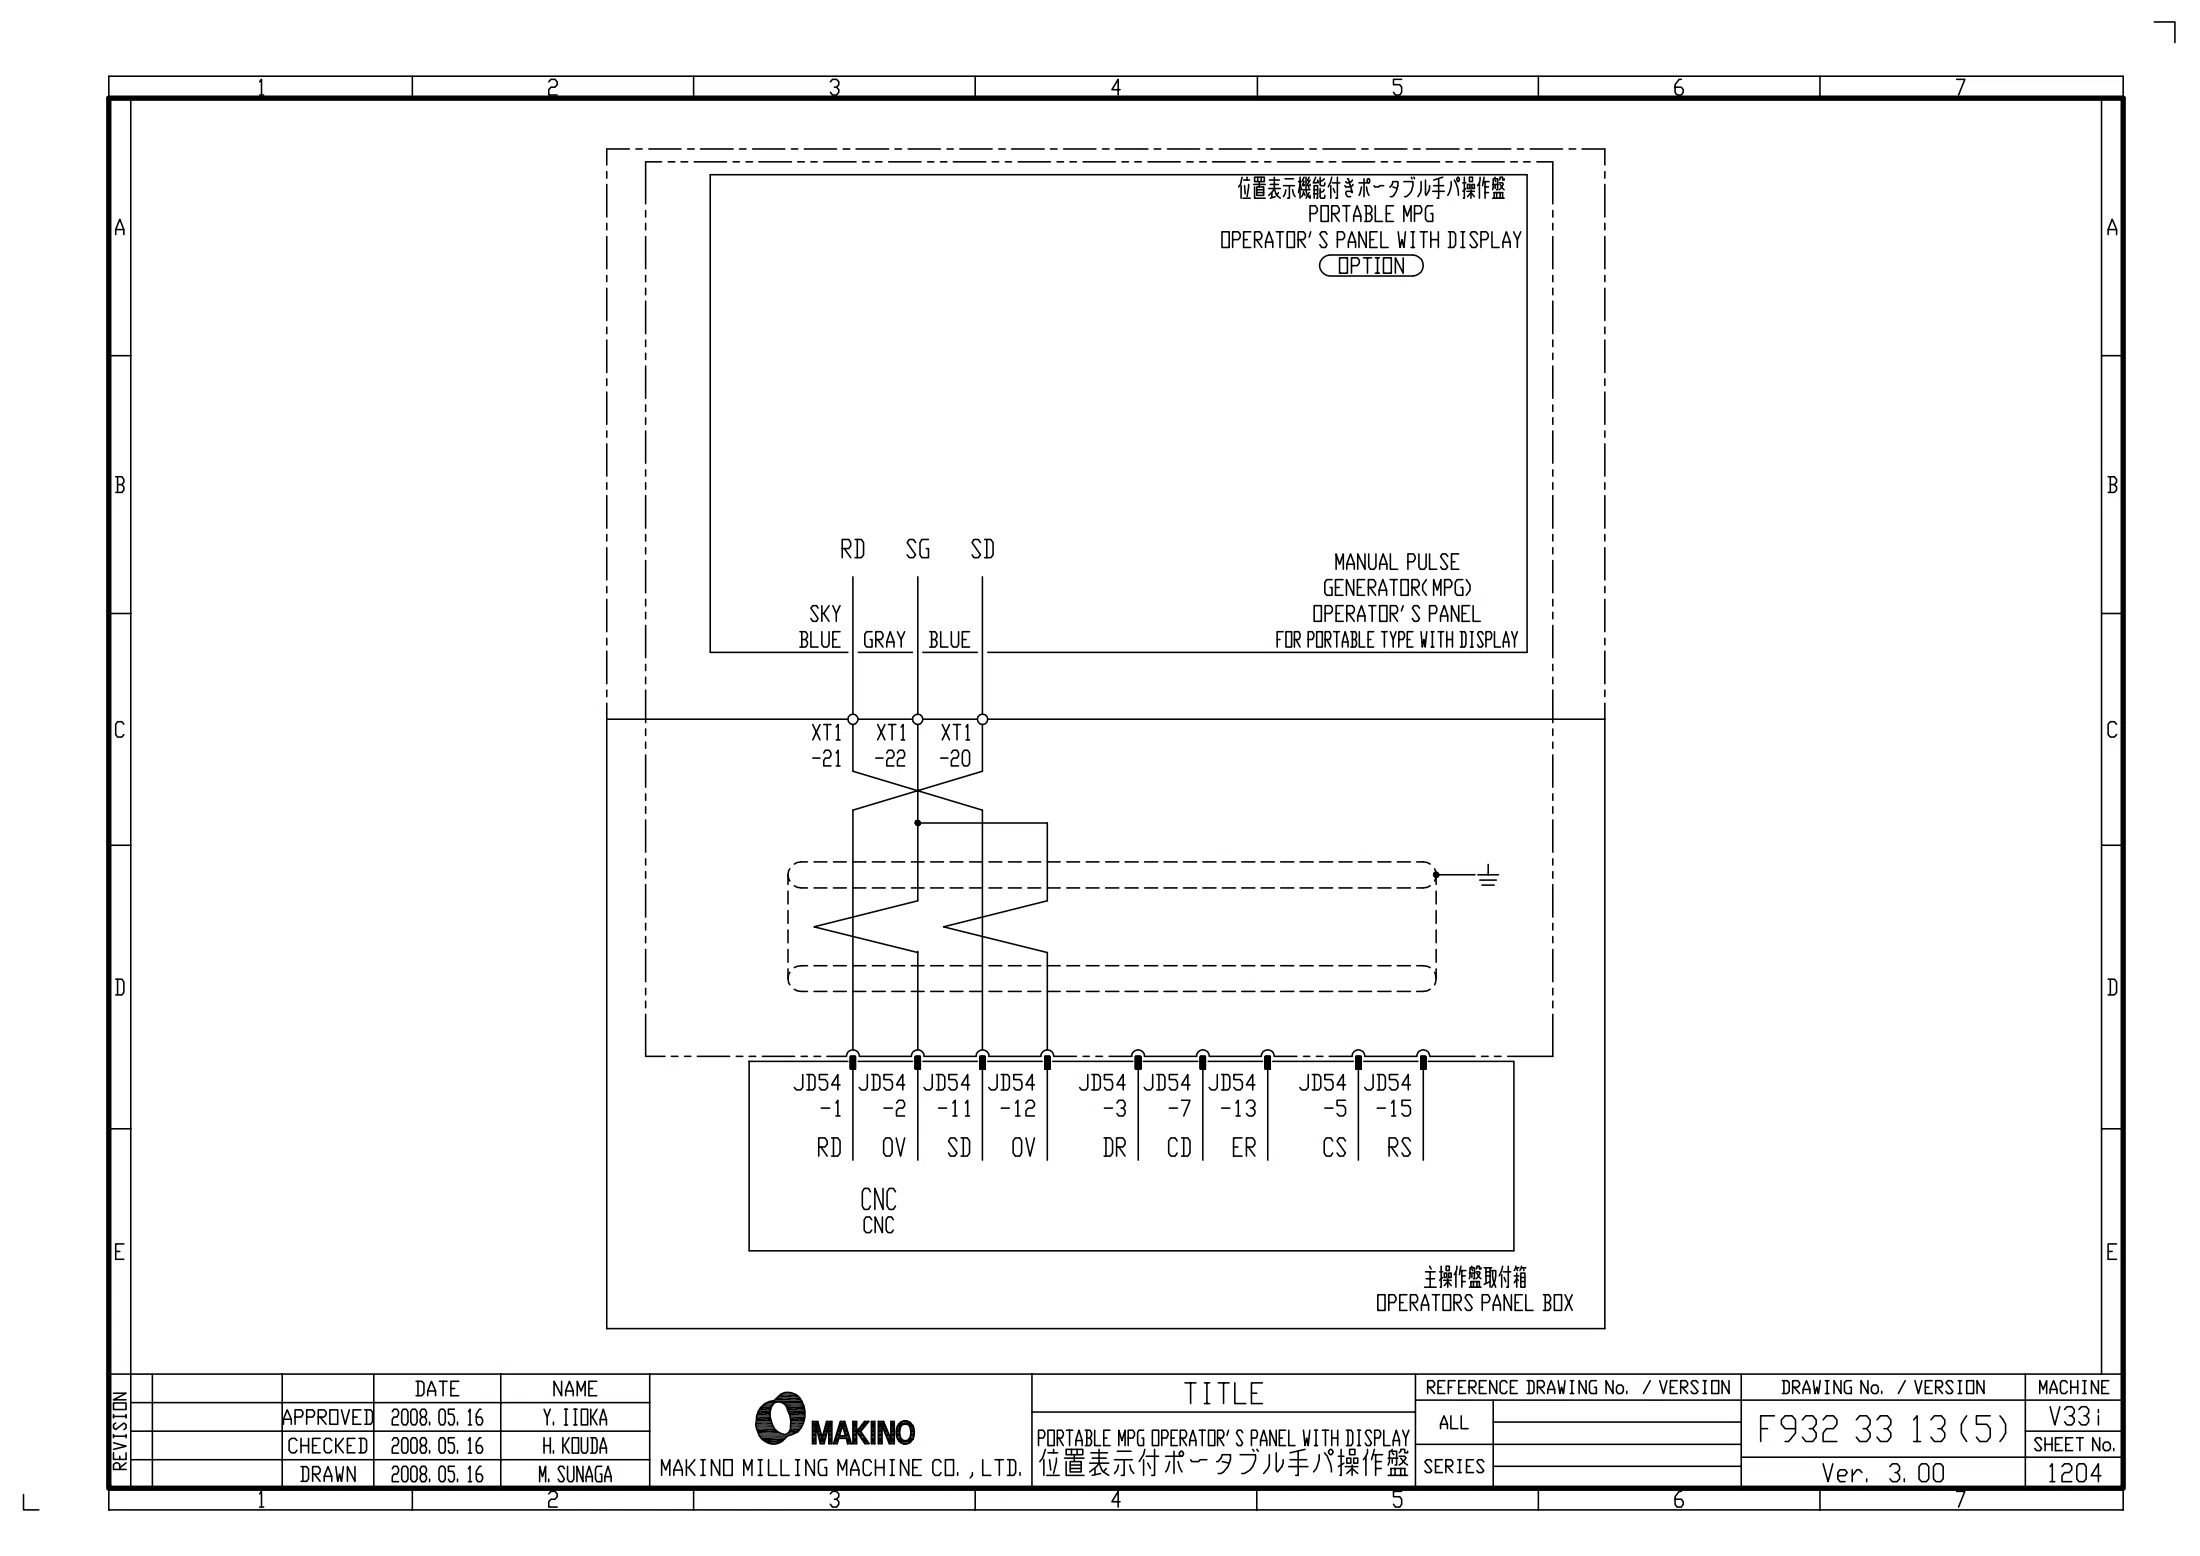 1 2 3 4 5 6 7
A A
B B
C C
D D
E E
位置表示機能付きポータブル手パ操作盤
PORTABLE MPG
OPERATOR'S PANEL WITH DISPLAY
OPTION
RD SG SD
MANUAL PULSE
GENERATOR(MPG)
OPERATOR'S PANEL
FOR PORTABLE TYPE WITH DISPLAY
SKY
BLUE GRAY BLUE
XT1 XT1 XT1
-21 -22 -20
JD54 JD54 JD54 JD54 JD54 JD54 JD54 JD54 JD54
-1 -2 -11 -12 -3 -7 -13 -5 -15
RD 0V SD 0V DR CD ER CS RS
CNC
CNC
主操作盤取付箱
OPERATORS PANEL BOX
REVISION
DATE NAME
APPROVED 2008.05.16 Y.IIOKA
CHECKED 2008.05.16 H.KOUDA
DRAWN 2008.05.16 M.SUNAGA
MAKINO
MAKINO MILLING MACHINE CO.,LTD.
TITLE
PORTABLE MPG OPERATOR'S PANEL WITH DISPLAY
位置表示付ポータブル手パ操作盤
REFERENCE DRAWING No. / VERSION
ALL
SERIES
DRAWING No. / VERSION
F932 33 13(5)
Ver. 3.00
MACHINE
V33i
SHEET No.
1204
1 2 3 4 5 6 7